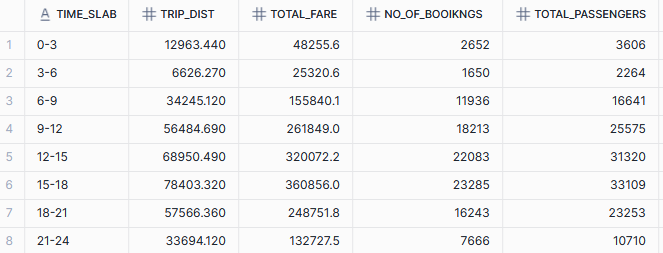 A TIME_SLAB # TRIP_DIST # TOTAL_FARE # NO_OF_BOOIKNGS # TOTAL_PASSENGERS
1 0-3 12963.440 48255.6 2652 3606
2 3-6 6626.270 25320.6 1650 2264
3 6-9 34245.120 155840.1 11936 16641
4 9-12 56484.690 261849.0 18213 25575
5 12-15 68950.490 320072.2 22083 31320
6 15-18 78403.320 360856.0 23285 33109
7 18-21 57566.360 248751.8 16243 23253
8 21-24 33694.120 132727.5 7666 10710